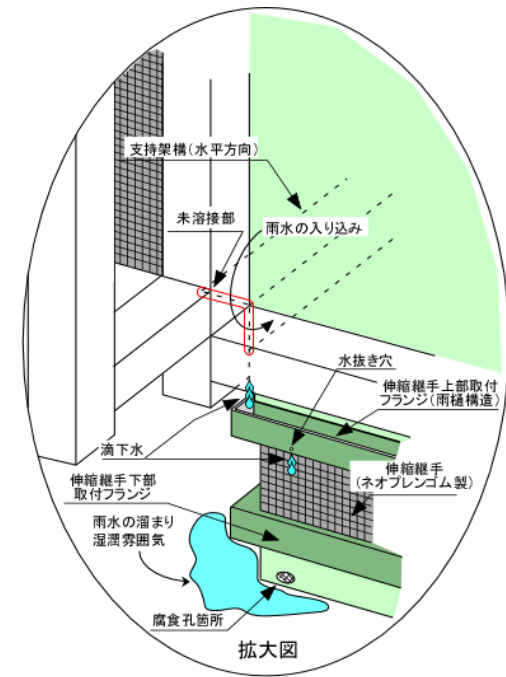 支持架構(水平方向)
未溶接部
雨水の入り込み
水抜き穴
伸縮継手上部取付
フランジ(雨樋構造)
滴下水
伸縮継手
(ネオプレンゴム製)
伸縮継手下部
取付フランジ
雨水の溜まり
湿潤雰囲気
腐食孔箇所
拡大図